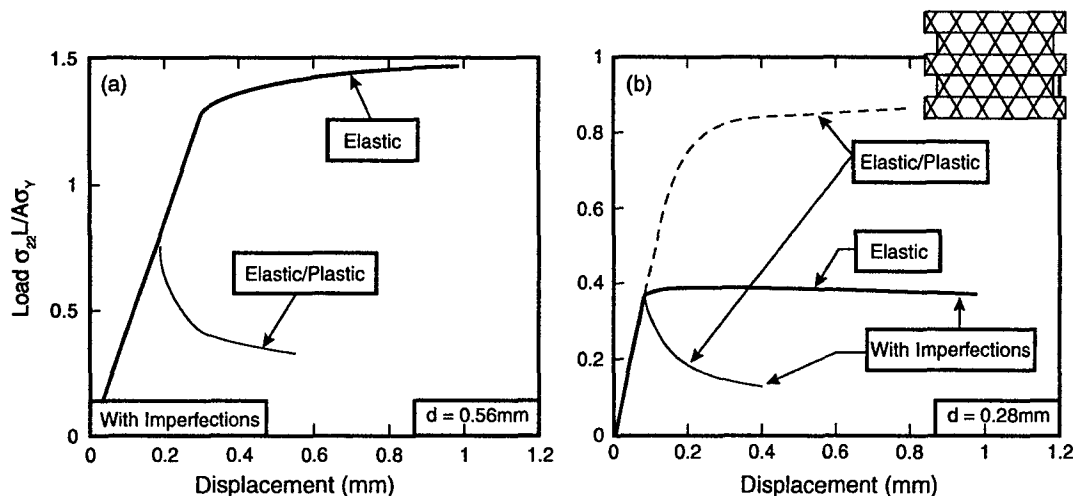 (a)
Load σ₂₂L/Aσ_Y
1.5
1
0.5
0
Elastic
Elastic/Plastic
With Imperfections
d = 0.56mm
0 0.2 0.4 0.6 0.8 1 1.2
Displacement (mm)
(b)
1
0.8
0.6
0.4
0.2
0
Elastic/Plastic
Elastic
With Imperfections
d = 0.28mm
0 0.2 0.4 0.6 0.8 1 1.2
Displacement (mm)